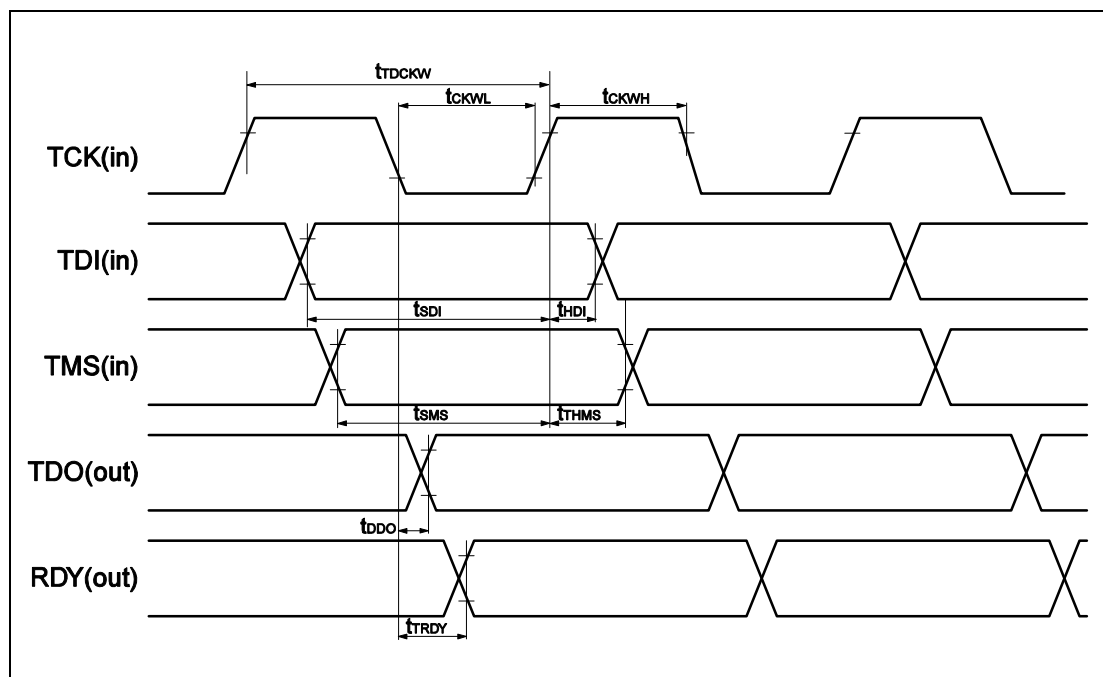 tTDCKW
tCKWL tCKWH
TCK(in)
TDI(in)
tSDI tHDI
TMS(in)
tSMS tTHMS
TDO(out)
tDDO
RDY(out)
tTRDY